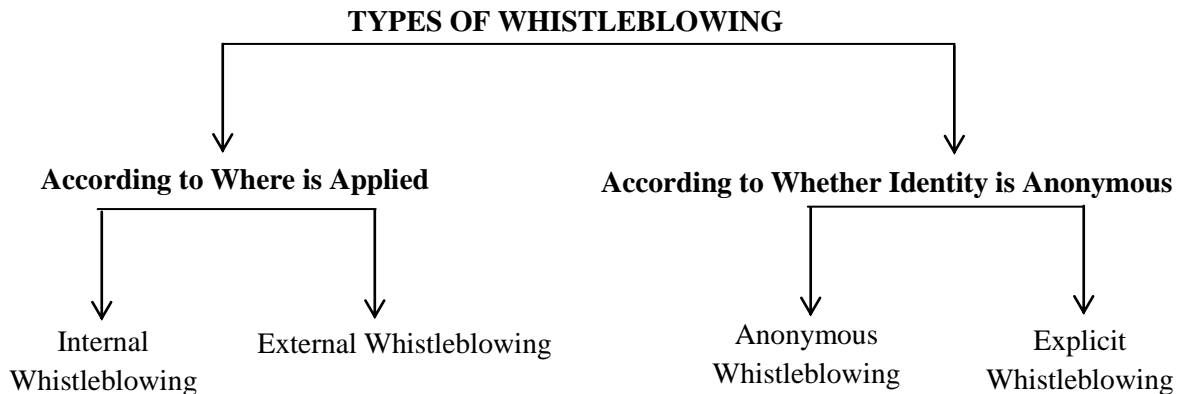 TYPES OF WHISTLEBLOWING
According to Where is Applied
According to Whether Identity is Anonymous
Internal
Whistleblowing
External Whistleblowing
Anonymous
Whistleblowing
Explicit
Whistleblowing